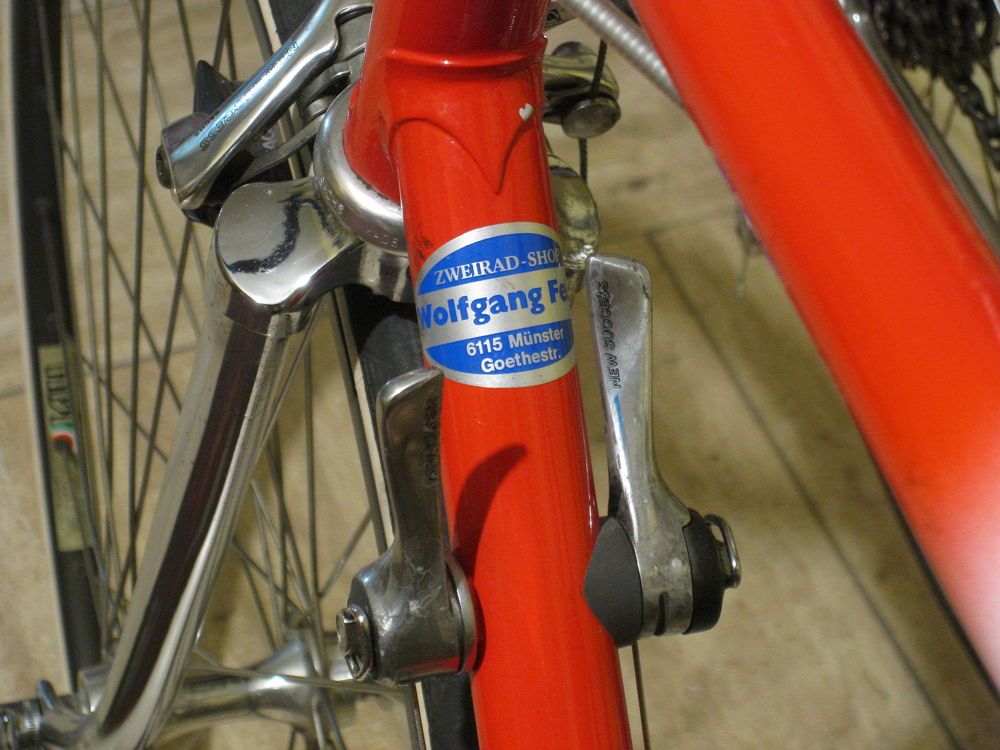 ZWEIRAD-SHOP
Wolfgang Fe
6115 Münster
Goethestr.
NEW SUCCESS